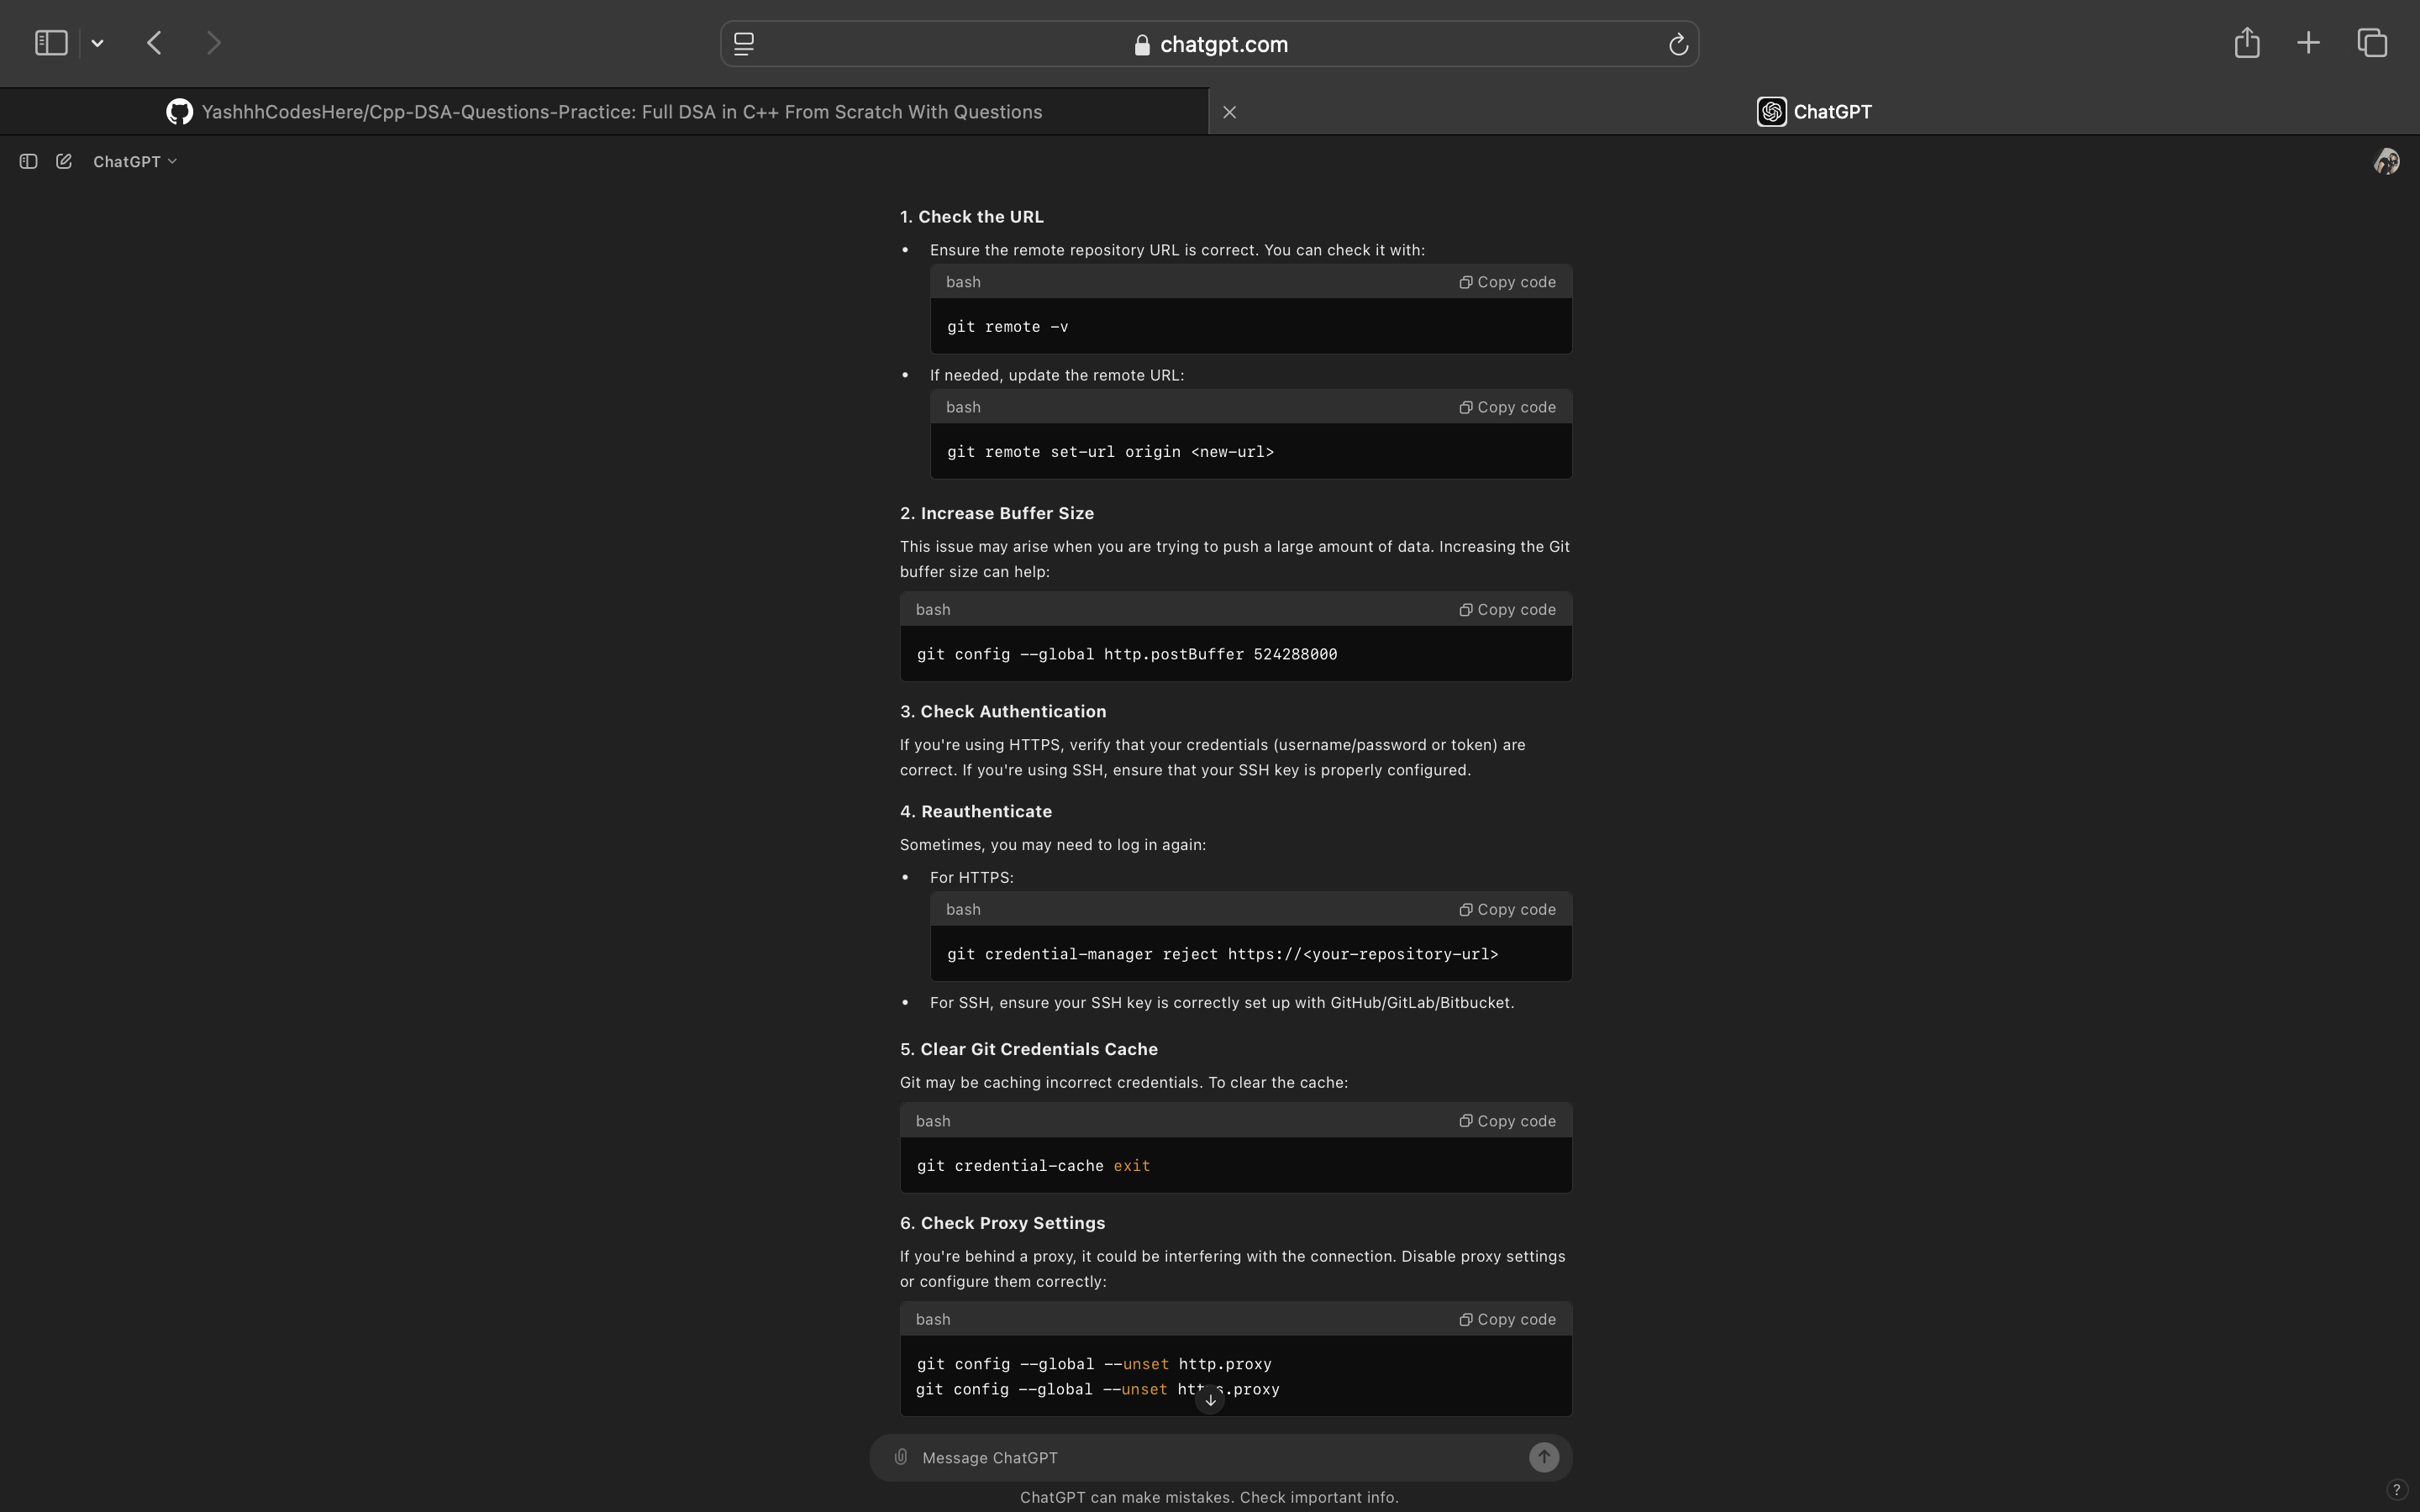 chatgpt.com
YashhhCodesHere/Cpp-DSA-Questions-Practice: Full DSA in C++ From Scratch With Questions
ChatGPT
ChatGPT
1. Check the URL
• Ensure the remote repository URL is correct. You can check it with:
bash Copy code
git remote -v
• If needed, update the remote URL:
bash Copy code
git remote set-url origin <new-url>
2. Increase Buffer Size
This issue may arise when you are trying to push a large amount of data. Increasing the Git
buffer size can help:
bash Copy code
git config --global http.postBuffer 524288000
3. Check Authentication
If you're using HTTPS, verify that your credentials (username/password or token) are
correct. If you're using SSH, ensure that your SSH key is properly configured.
4. Reauthenticate
Sometimes, you may need to log in again:
• For HTTPS:
bash Copy code
git credential-manager reject https://<your-repository-url>
• For SSH, ensure your SSH key is correctly set up with GitHub/GitLab/Bitbucket.
5. Clear Git Credentials Cache
Git may be caching incorrect credentials. To clear the cache:
bash Copy code
git credential-cache exit
6. Check Proxy Settings
If you're behind a proxy, it could be interfering with the connection. Disable proxy settings
or configure them correctly:
bash Copy code
git config --global --unset http.proxy
git config --global --unset https.proxy
Message ChatGPT
ChatGPT can make mistakes. Check important info.
?